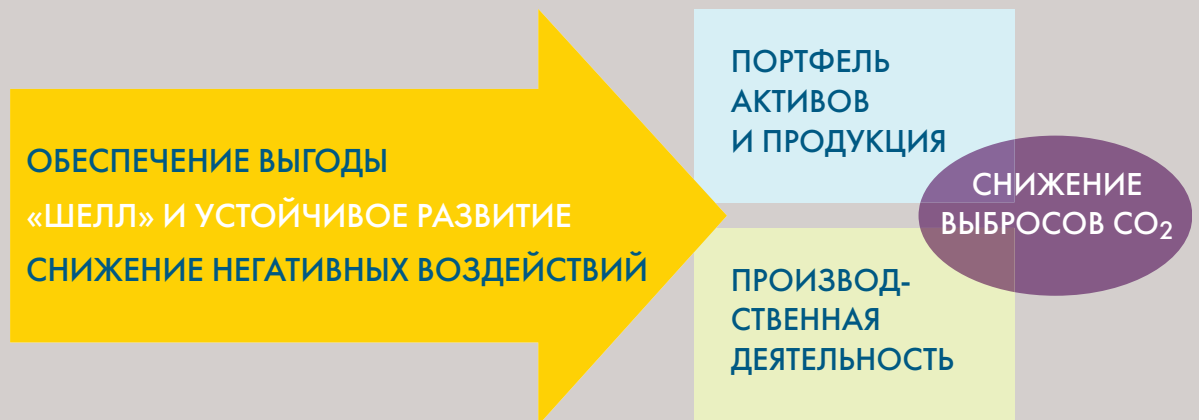 ОБЕСПЕЧЕНИЕ ВЫГОДЫ
«ШЕЛЛ» И УСТОЙЧИВОЕ РАЗВИТИЕ
СНИЖЕНИЕ НЕГАТИВНЫХ ВОЗДЕЙСТВИЙ
ПОРТФЕЛЬ
АКТИВОВ
И ПРОДУКЦИЯ
ПРОИЗВОД-
СТВЕННАЯ
ДЕЯТЕЛЬНОСТЬ
СНИЖЕНИЕ
ВЫБРОСОВ CO₂